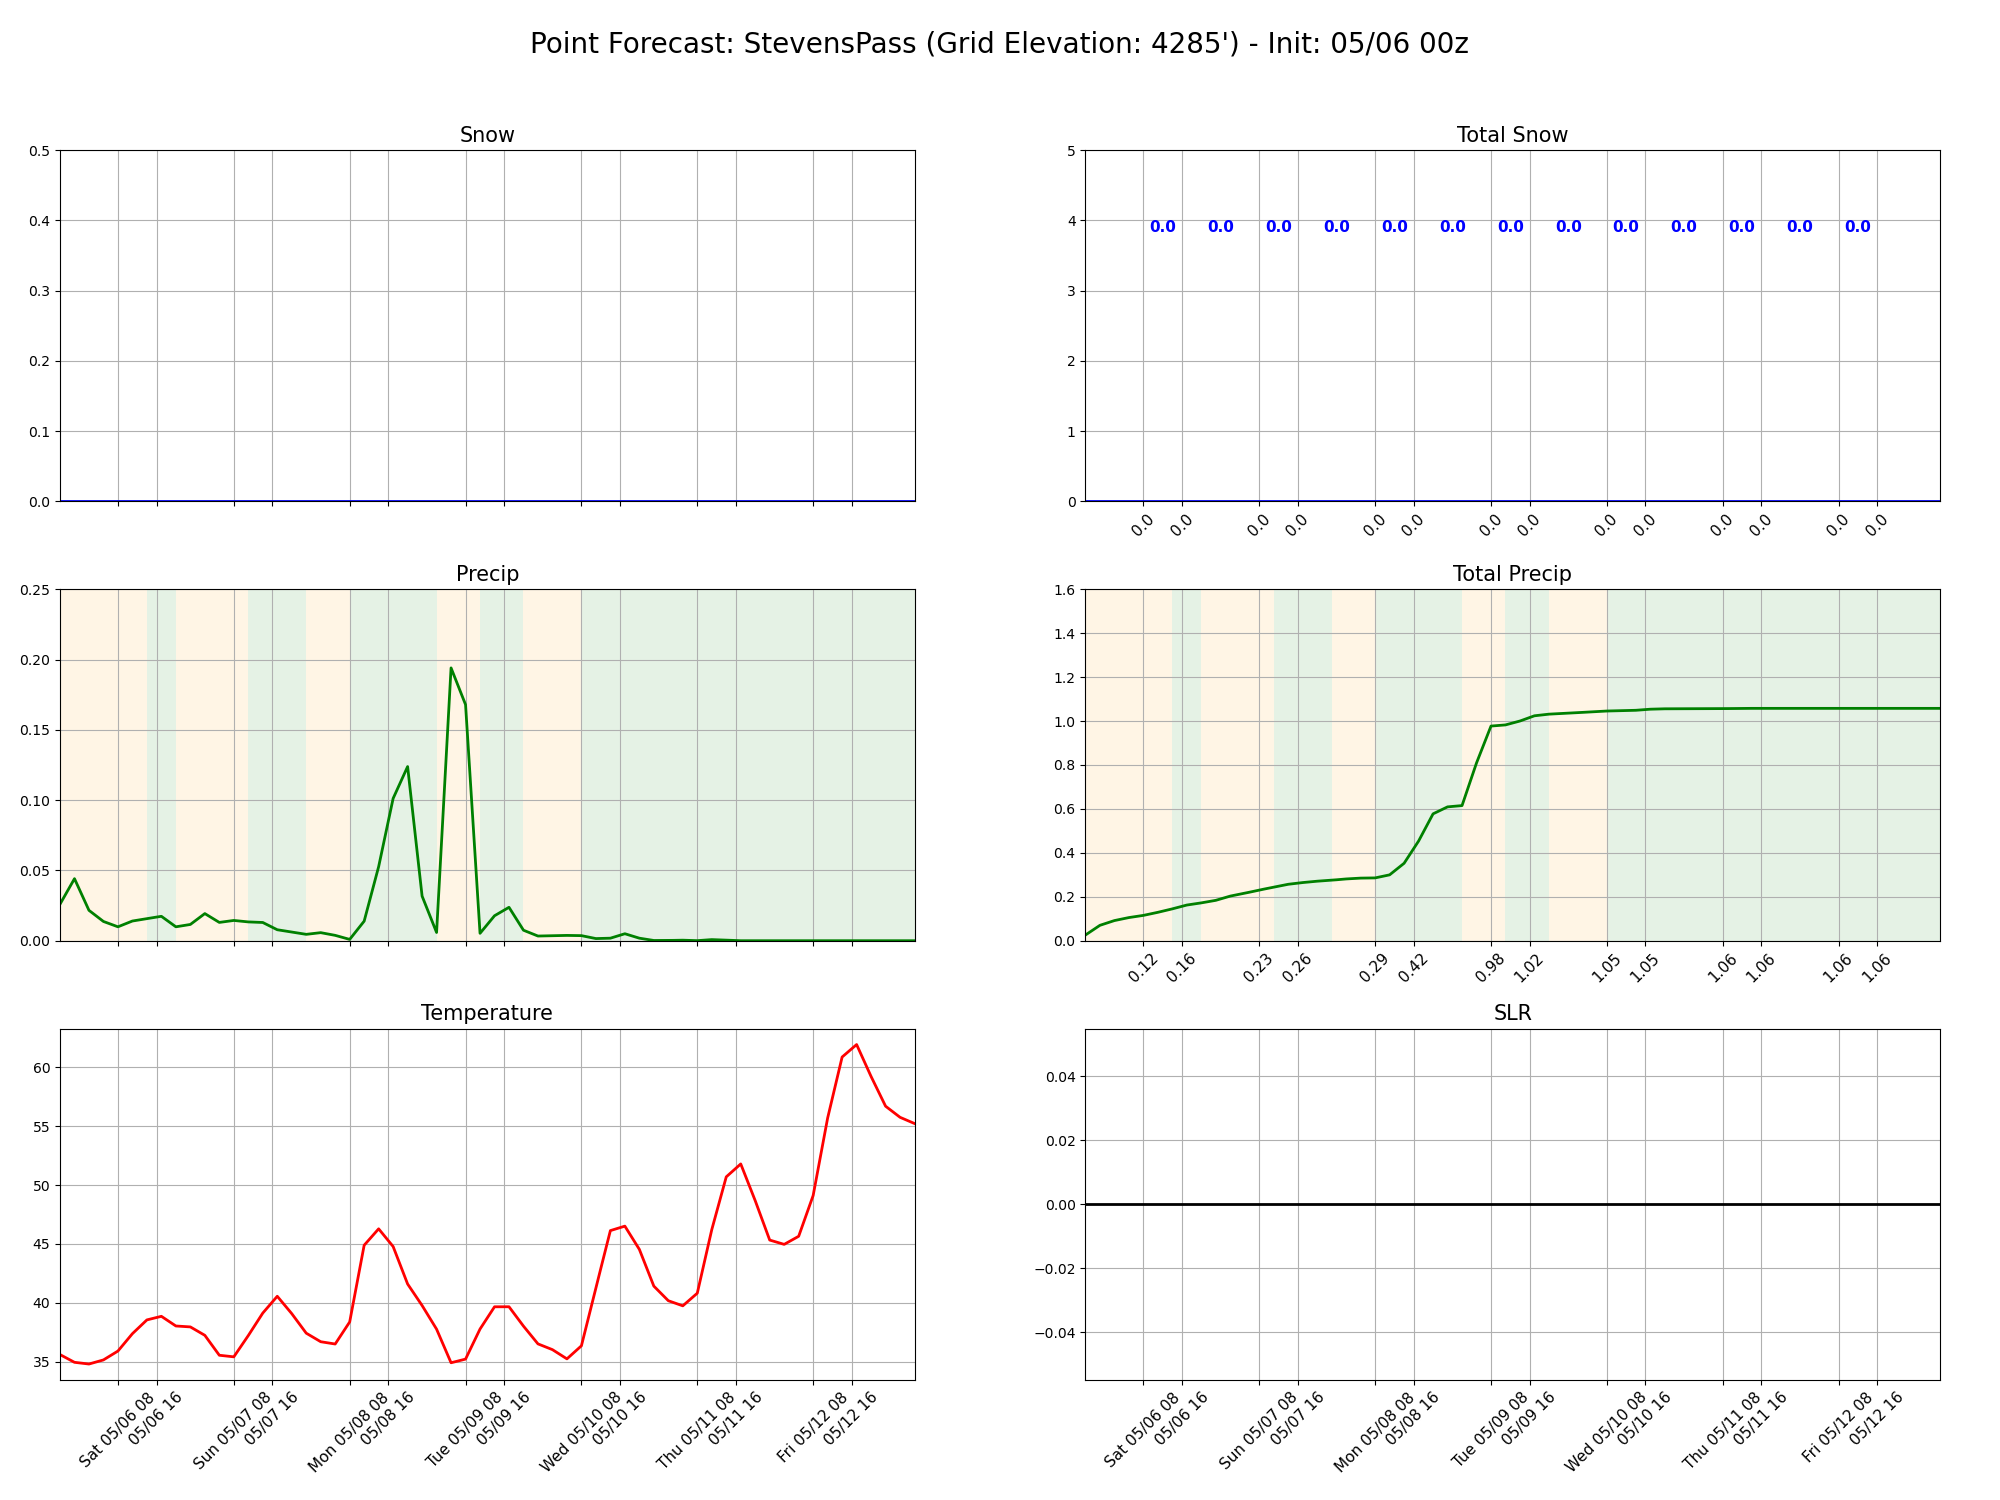 Point Forecast: StevensPass (Grid Elevation: 4285') - Init: 05/06 00z
Snow
0.5
0.4
0.3
0.2
0.1
0.0
Total Snow
5
4
3
2
1
0
0.0 0.0 0.0 0.0 0.0 0.0 0.0 0.0 0.0 0.0 0.0 0.0 0.0
0.0 0.0 0.0 0.0 0.0 0.0 0.0 0.0 0.0 0.0 0.0 0.0 0.0 0.0
Precip
0.25
0.20
0.15
0.10
0.05
0.00
Total Precip
1.6
1.4
1.2
1.0
0.8
0.6
0.4
0.2
0.0
0.12 0.16 0.23 0.26 0.29 0.42 0.98 1.02 1.05 1.05 1.06 1.06 1.06 1.06
Temperature
60
55
50
45
40
35
Sat 05/06 08
05/06 16
Sun 05/07 08
05/07 16
Mon 05/08 08
05/08 16
Tue 05/09 08
05/09 16
Wed 05/10 08
05/10 16
Thu 05/11 08
05/11 16
Fri 05/12 08
05/12 16
SLR
0.04
0.02
0.00
−0.02
−0.04
Sat 05/06 08
05/06 16
Sun 05/07 08
05/07 16
Mon 05/08 08
05/08 16
Tue 05/09 08
05/09 16
Wed 05/10 08
05/10 16
Thu 05/11 08
05/11 16
Fri 05/12 08
05/12 16